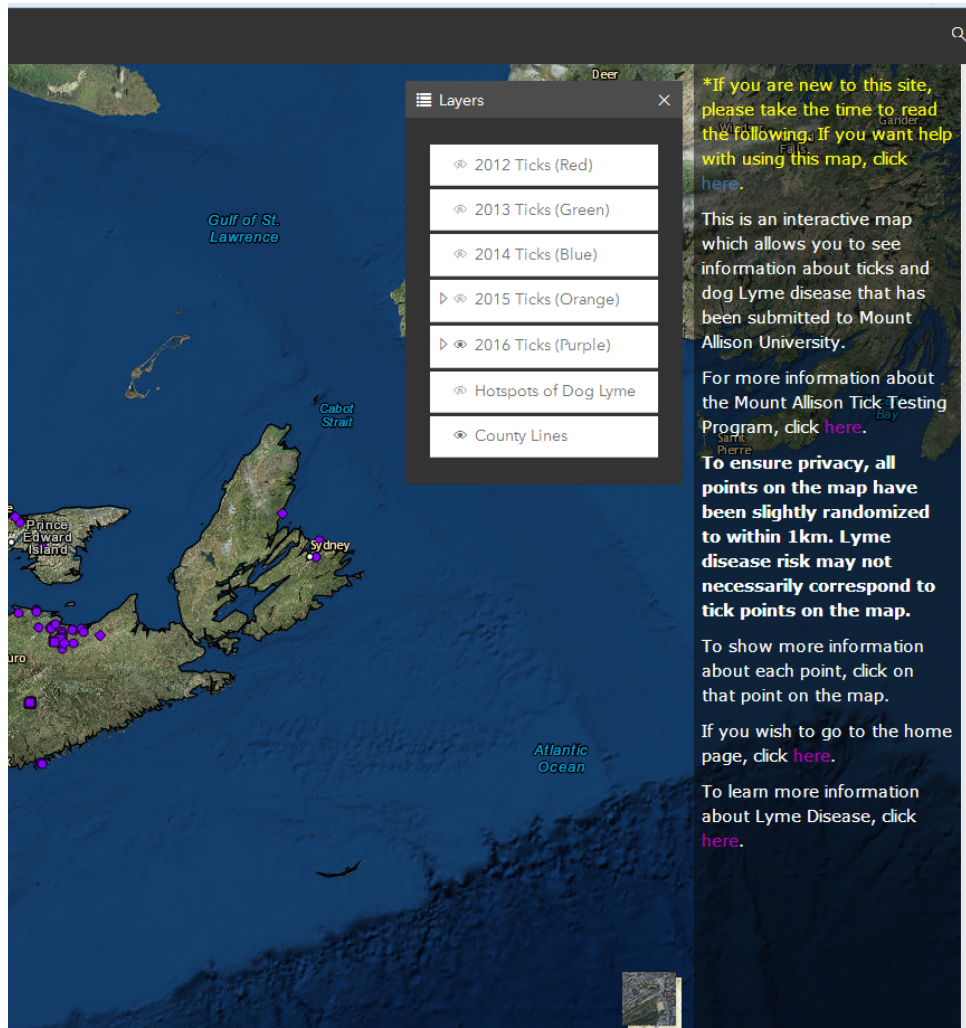 Deer
Layers
2012 Ticks (Red)
2013 Ticks (Green)
2014 Ticks (Blue)
2015 Ticks (Orange)
2016 Ticks (Purple)
Hotspots of Dog Lyme
County Lines
Gulf of St.
Lawrence
Cabot
Strait
Prince
Edward
Island
Sydney
uro
Atlantic
Ocean
*If you are new to this site,
please take the time to read
the following. If you want help
with using this map, click
here.
This is an interactive map
which allows you to see
information about ticks and
dog Lyme disease that has
been submitted to Mount
Allison University.
For more information about
the Mount Allison Tick Testing
Program, click here.
To ensure privacy, all
points on the map have
been slightly randomized
to within 1km. Lyme
disease risk may not
necessarily correspond to
tick points on the map.
To show more information
about each point, click on
that point on the map.
If you wish to go to the home
page, click here.
To learn more information
about Lyme Disease, click
here.
Gander
Falls
Bay
Saint
Pierre